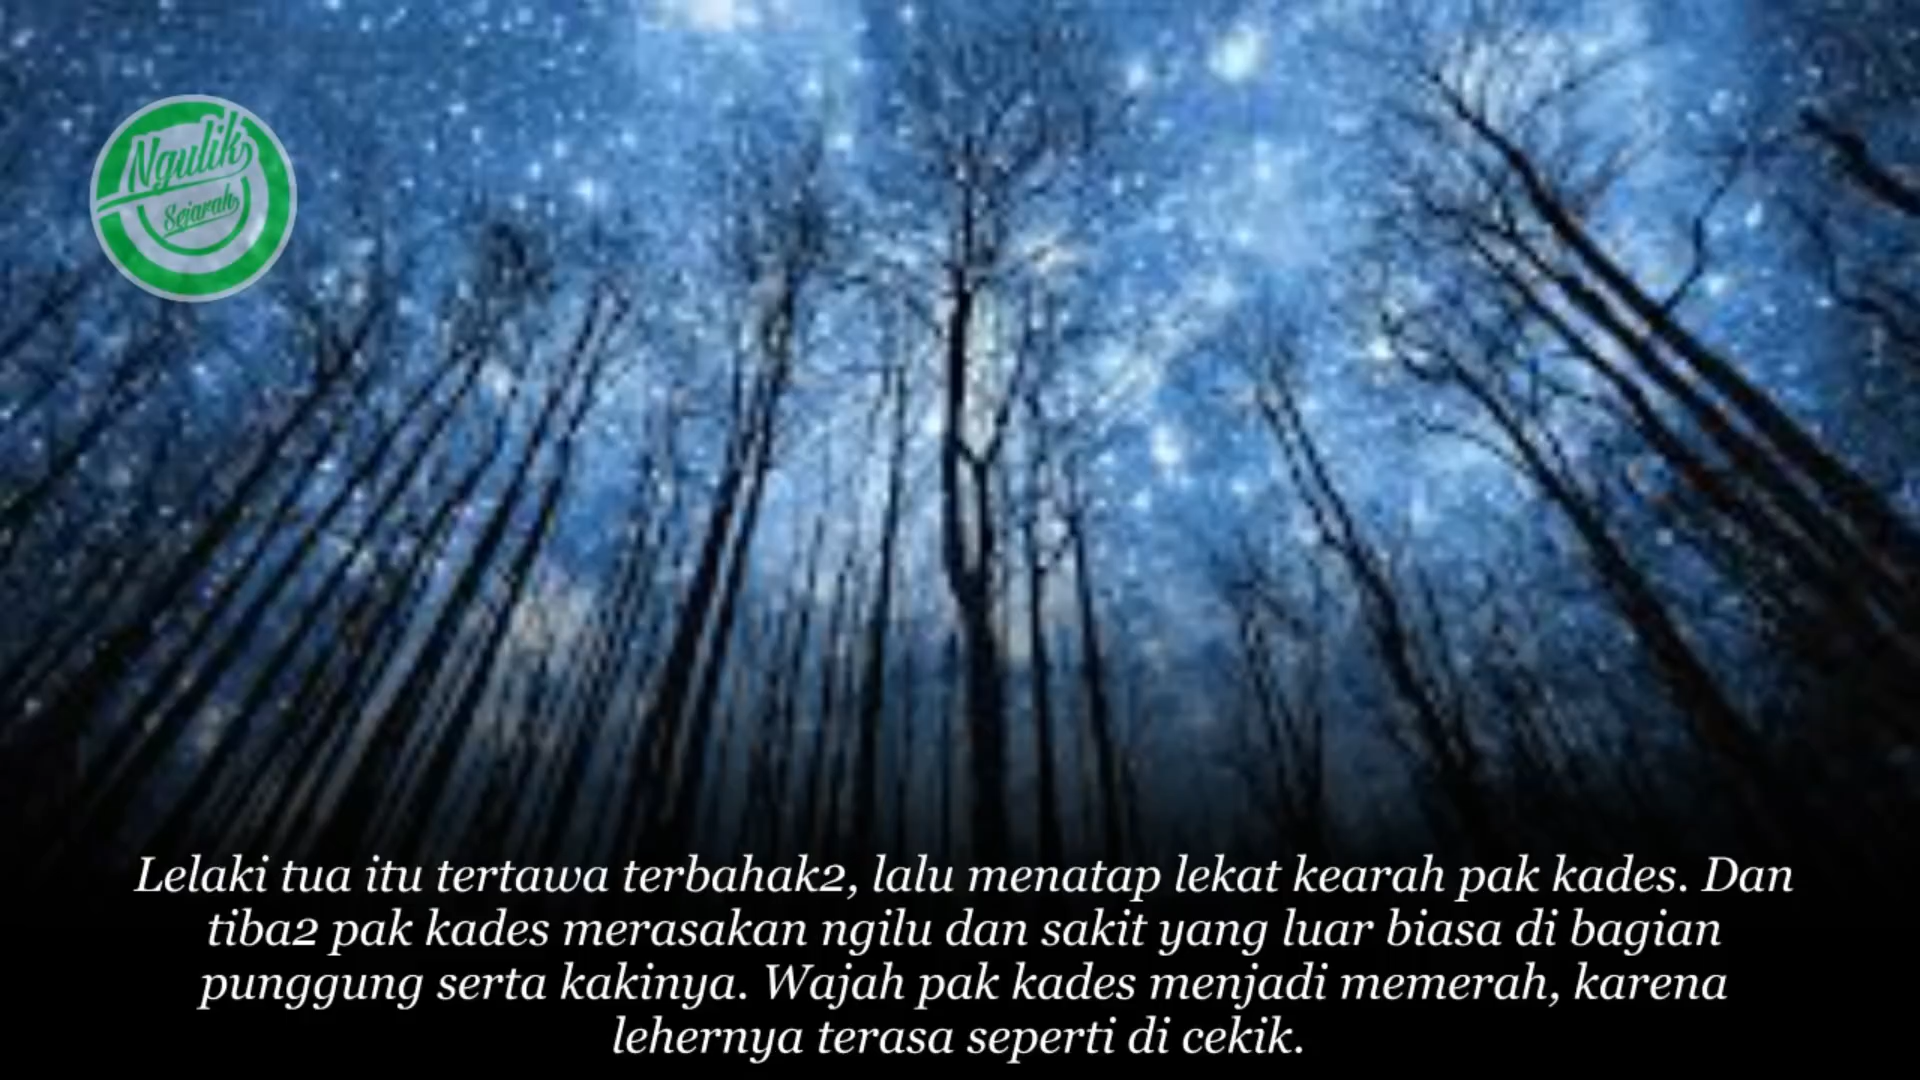 Ngulik
Sejarah
Lelaki tua itu tertawa terbahak2, lalu menatap lekat kearah pak kades. Dan
tiba2 pak kades merasakan ngilu dan sakit yang luar biasa di bagian
punggung serta kakinya. Wajah pak kades menjadi memerah, karena
lehernya terasa seperti di cekik.